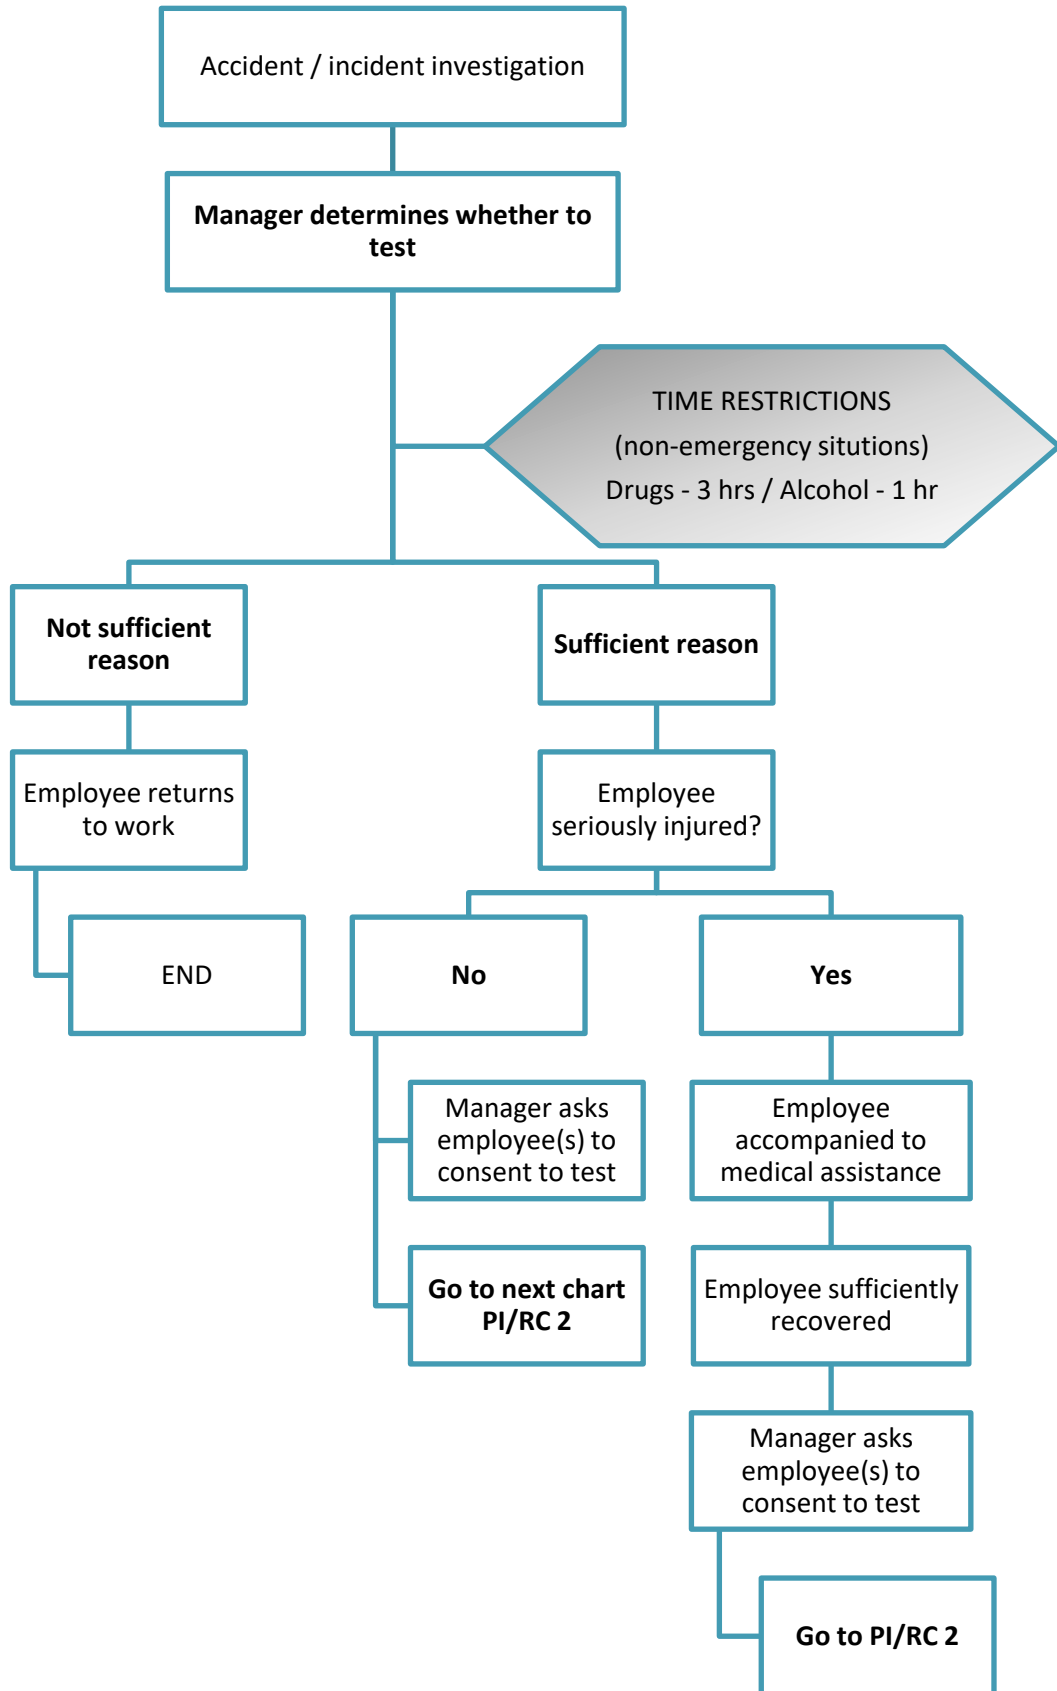 Accident / incident investigation
Manager determines whether to
test
TIME RESTRICTIONS
(non-emergency situtions)
Drugs - 3 hrs / Alcohol - 1 hr
Not sufficient
reason
Sufficient reason
Employee returns
to work
Employee
seriously injured?
END
No
Yes
Manager asks
employee(s) to
consent to test
Employee
accompanied to
medical assistance
Go to next chart
PI/RC 2
Employee sufficiently
recovered
Manager asks
employee(s) to
consent to test
Go to PI/RC 2